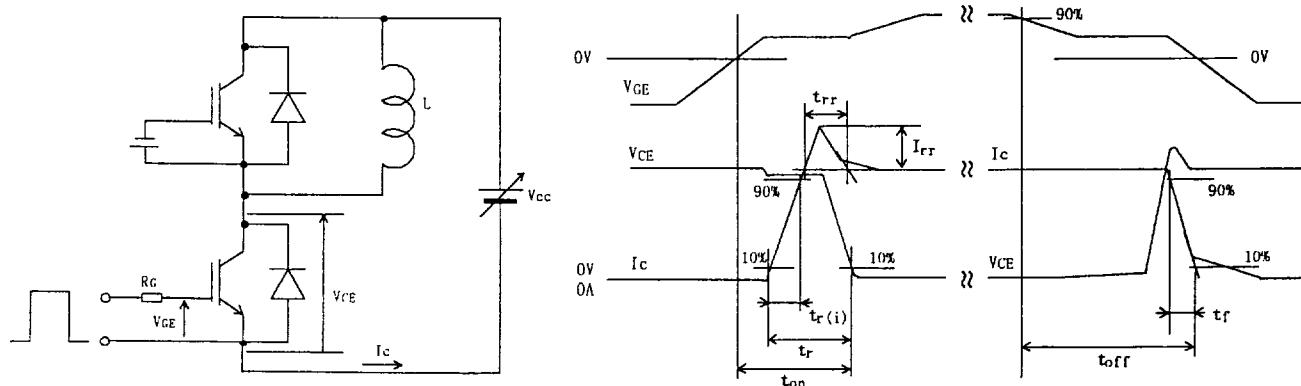 L
Vcc
RG
VGE
VCE
Ic
0V
VGE
90%
0V
trr
Irr
VCE
90%
Ic
90%
10%
10%
0V
0A
Ic
VCE
10%
tr(i)
tr
ton
tf
toff